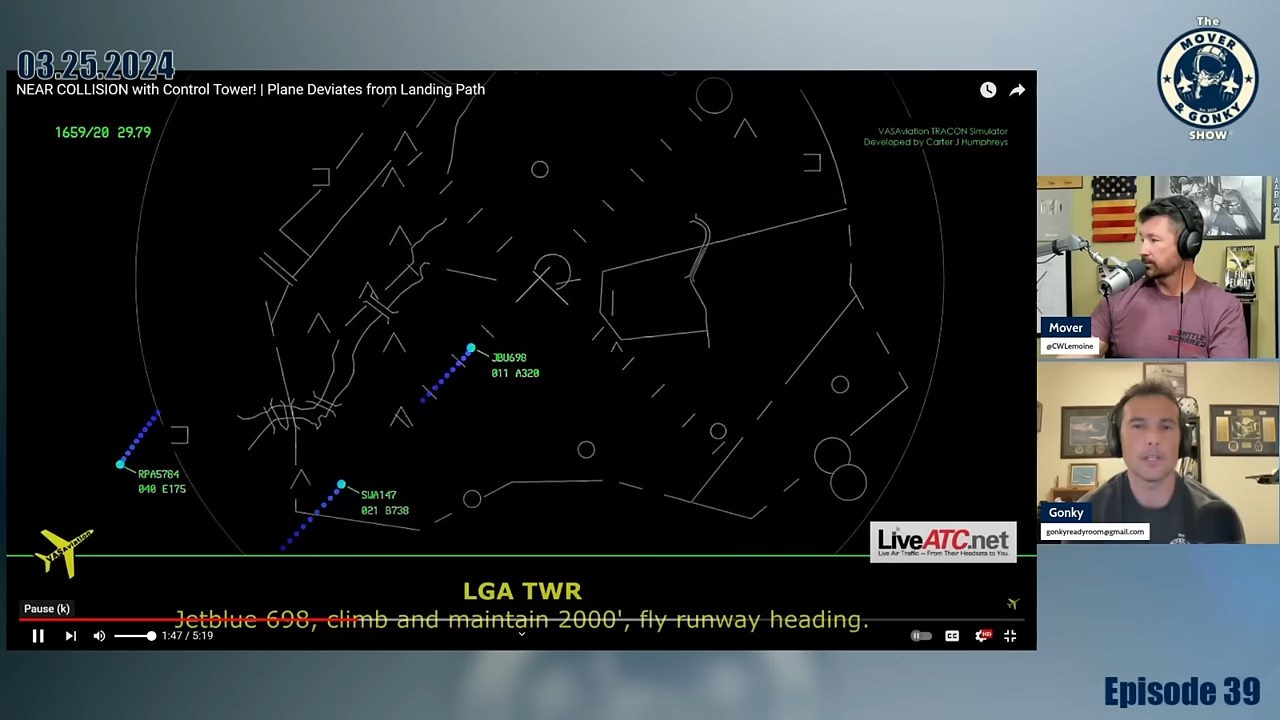 03.25.2024
NEAR COLLISION with Control Tower! | Plane Deviates from Landing Path
1659/20 29.79
VASAviation TRACON Simulator
Developed by Carter J Humphreys
JBU698
011 A320
RPA5784
040 E175
SWA147
021 B738
VASAviation
LiveATC.net
Live Air Traffic — From Their Headsets to You.
LGA TWR
Jetblue 698, climb and maintain 2000', fly runway heading.
Pause (k)
1:47 / 5:19
CC
HD
The
MOVER
& GONKY
SHOW
Mover
@CWLemoine
Gonky
gonkyreadyroom@gmail.com
Episode 39